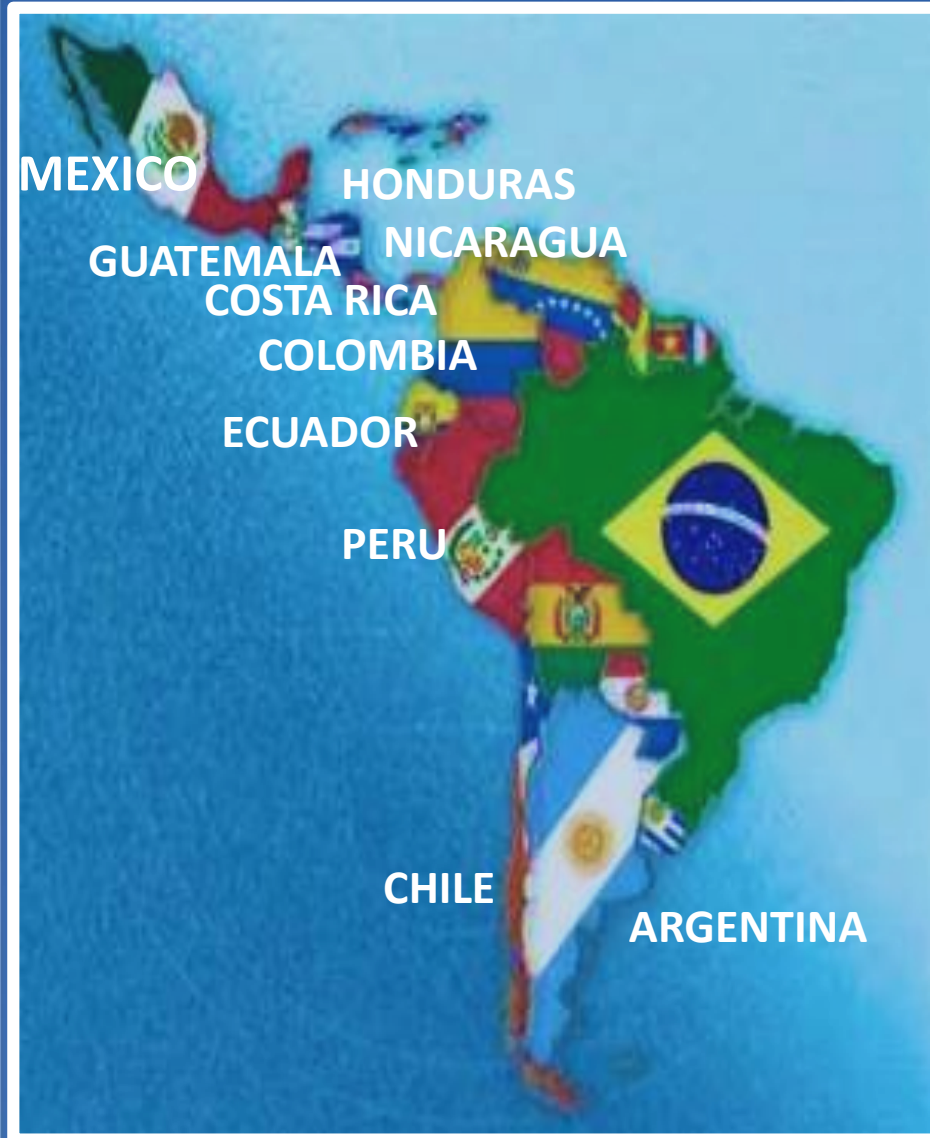 MEXICO
HONDURAS
NICARAGUA
GUATEMALA
COSTA RICA
COLOMBIA
ECUADOR
PERU
CHILE
ARGENTINA